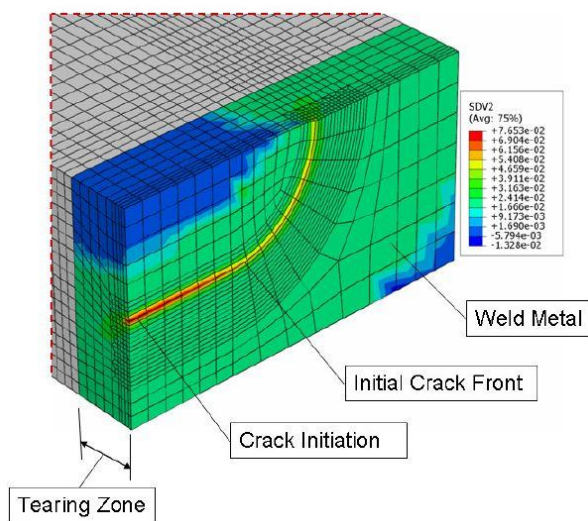 SDV2
(Avg: 75%)
+7.653e-02
+6.904e-02
+6.156e-02
+5.408e-02
+4.659e-02
+3.911e-02
+3.163e-02
+2.414e-02
+1.666e-02
+9.173e-03
+1.690e-03
-5.794e-03
-1.328e-02
Weld Metal
Initial Crack Front
Crack Initiation
Tearing Zone